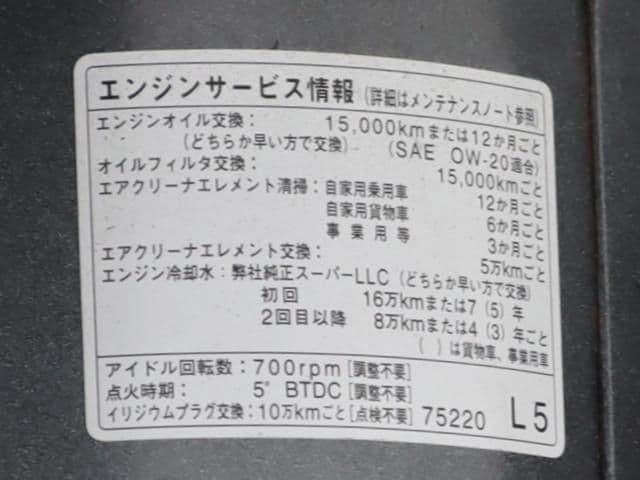 エンジンサービス情報 (詳細はメンテナンスノート参照)
エンジンオイル交換: 15,000kmまたは12か月ごと
(どちらか早い方で交換) (SAE 0W-20適合)
オイルフィルタ交換: 15,000kmごと
エアクリーナエレメント清掃: 自家用乗用車 12か月ごと
自家用貨物車 6か月ごと
事業用等 3か月ごと
エアクリーナエレメント交換: 5万kmごと
エンジン冷却水: 弊社純正スーパーLLC (どちらか早い方で交換)
初回 16万kmまたは7 (5) 年
2回目以降 8万kmまたは4 (3) 年ごと
( ) は貨物車、事業用車
アイドル回転数: 700rpm [調整不要]
点火時期: 5° BTDC [調整不要]
イリジウムプラグ交換: 10万kmごと [点検不要] 75220 L5